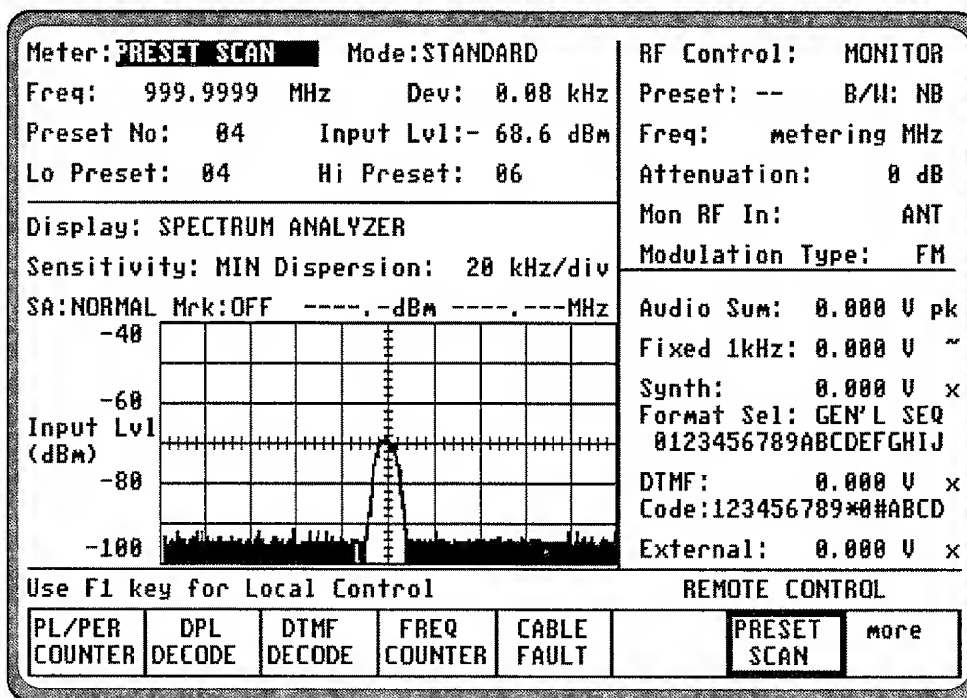 Meter:PRESET SCAN Mode:STANDARD
Freq: 999.9999 MHz Dev: 0.08 kHz
Preset No: 04 Input Lvl:- 68.6 dBm
Lo Preset: 04 Hi Preset: 06
RF Control: MONITOR
Preset: -- B/W: NB
Freq: metering MHz
Attenuation: 0 dB
Mon RF In: ANT
Modulation Type: FM
Display: SPECTRUM ANALYZER
Sensitivity: MIN Dispersion: 20 kHz/div
SA:NORMAL Mrk:OFF ----.-dBm ----.---MHz
-40
-60
Input Lvl
(dBm)
-80
-100
Audio Sum: 0.000 V pk
Fixed 1kHz: 0.000 V ~
Synth: 0.000 V x
Format Sel: GEN'L SEQ
0123456789ABCDEFGHIJ
DTMF: 0.000 V x
Code:123456789*0#ABCD
External: 0.000 V x
Use F1 key for Local Control REMOTE CONTROL
PL/PER COUNTER
DPL DECODE
DTMF DECODE
FREQ COUNTER
CABLE FAULT
PRESET SCAN
more